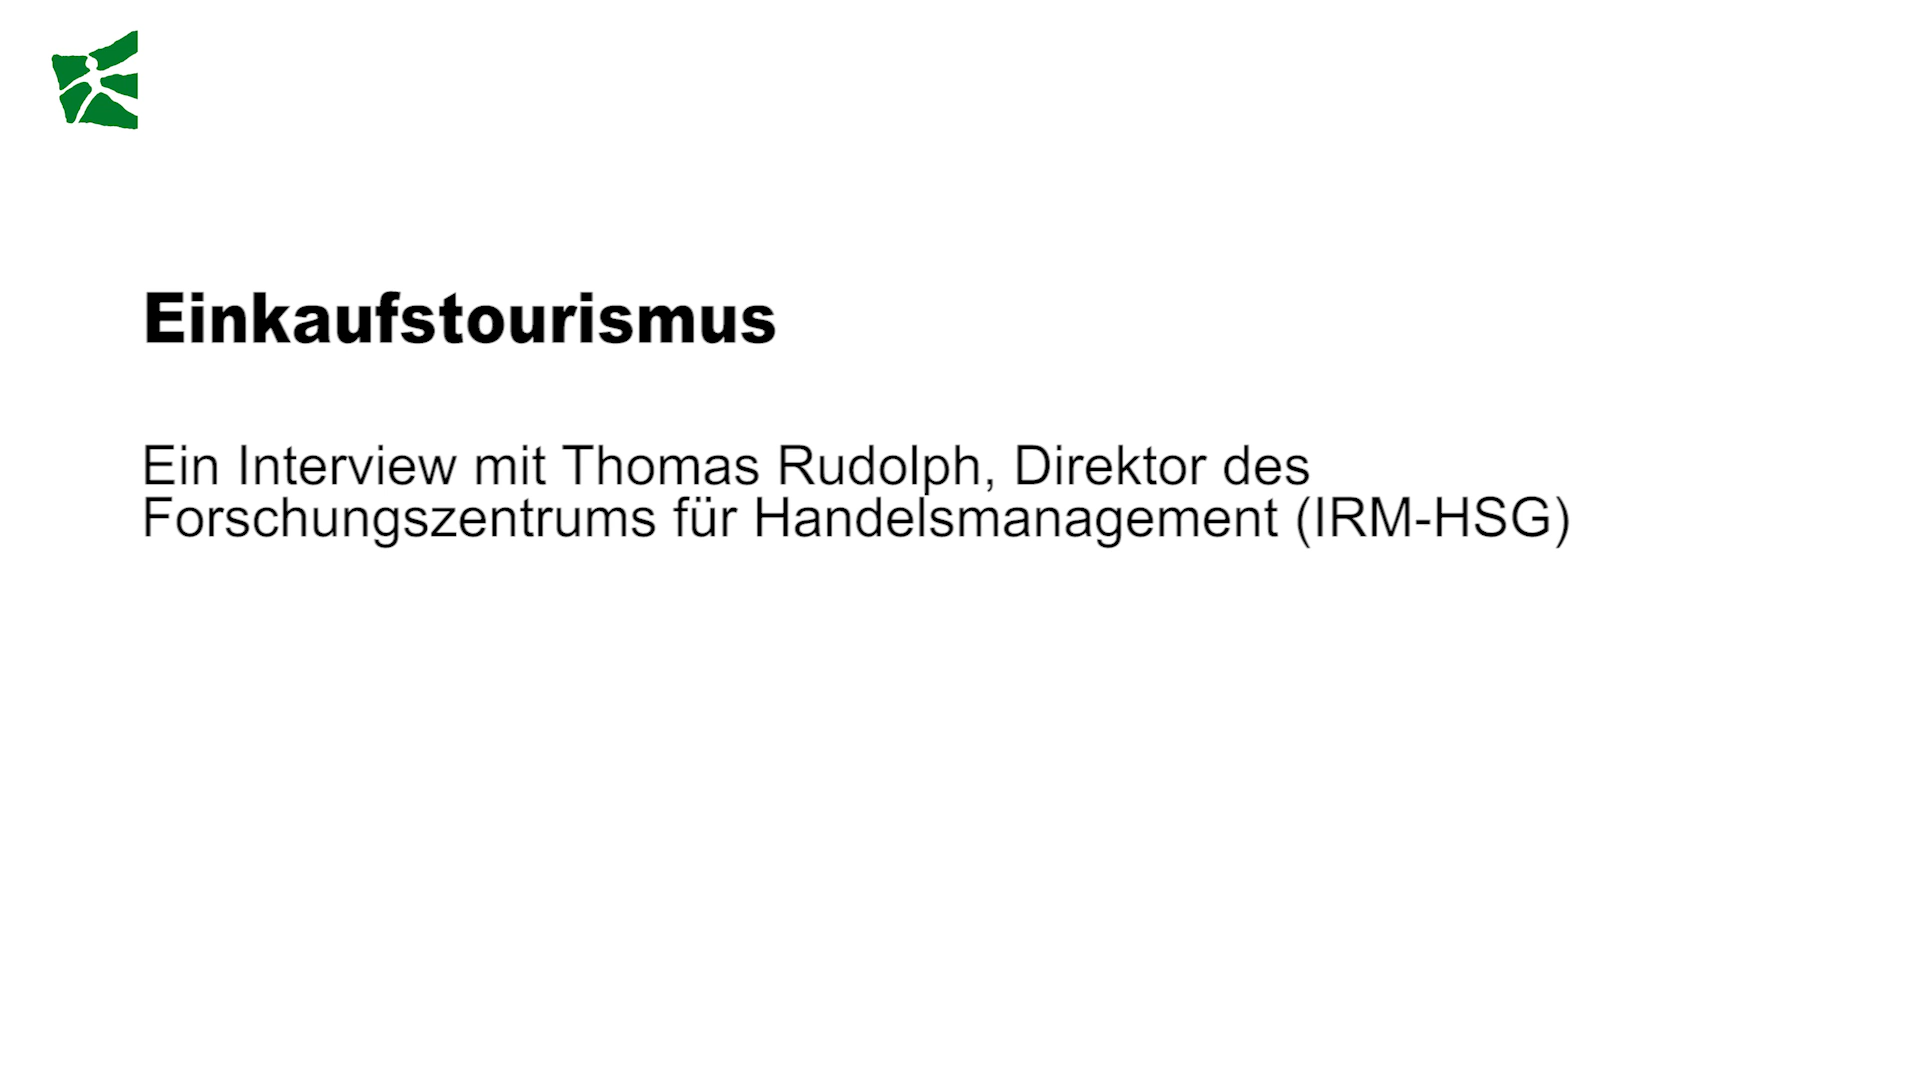 Einkaufstourismus
Ein Interview mit Thomas Rudolph, Direktor des
Forschungszentrums für Handelsmanagement (IRM-HSG)